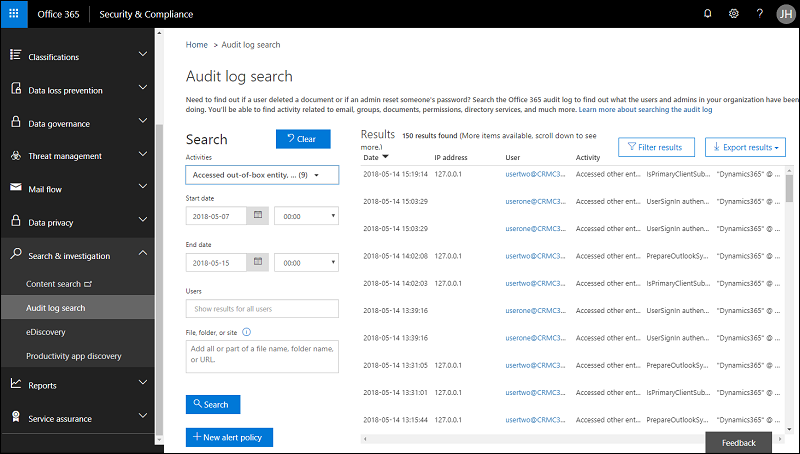 Office 365 Security & Compliance ? JH
Classifications
Data loss prevention
Data governance
Threat management
Mail flow
Data privacy
Search & investigation
Content search
Audit log search
eDiscovery
Productivity app discovery
Reports
Service assurance
Home > Audit log search
Audit log search
Need to find out if a user deleted a document or if an admin reset someone's password? Search the Office 365 audit log to find out what the users and admins in your organization have been
doing. You'll be able to find activity related to email, groups, documents, permissions, directory services, and much more. Learn more about searching the audit log
Search
Clear
Activities
Accessed out-of-box entity, ... (9)
Start date
2018-05-07 00:00
End date
2018-05-15 00:00
Users
Show results for all users
File, folder, or site
Add all or part of a file name, folder name,
or URL.
Search
+ New alert policy
Results 150 results found (More items available, scroll down to see
more.)
Filter results
Export results
Date IP address User Activity
2018-05-14 15:19:14 127.0.0.1 usertwo@CRMC3... Accessed other ent... IsPrimaryClientSub... "Dynamics365" @ ...
2018-05-14 15:03:29 userone@CRMC3... Accessed other ent... UserSignIn authen... "Dynamics365" @ ...
2018-05-14 15:03:29 userone@CRMC3... Accessed other ent... UserSignIn authen... "Dynamics365" @ ...
2018-05-14 14:02:08 127.0.0.1 usertwo@CRMC3... Accessed other ent... PrepareOutlookSy... "Dynamics365" @ ...
2018-05-14 14:02:03 127.0.0.1 usertwo@CRMC3... Accessed other ent... IsPrimaryClientSub... "Dynamics365" @ ...
2018-05-14 13:39:16 userone@CRMC3... Accessed other ent... UserSignIn authen... "Dynamics365" @ ...
2018-05-14 13:39:16 userone@CRMC3... Accessed other ent... UserSignIn authen... "Dynamics365" @ ...
2018-05-14 13:31:05 127.0.0.1 usertwo@CRMC3... Accessed other ent... PrepareOutlookSy... "Dynamics365" @ ...
2018-05-14 13:31:01 127.0.0.1 usertwo@CRMC3... Accessed other ent... IsPrimaryClientSub... "Dynamics365" @ ...
2018-05-14 13:15:44 127.0.0.1 usertwo@CRMC3... Accessed other ent... PrepareOutlookSy... "Dynamics365" @ ...
Feedback